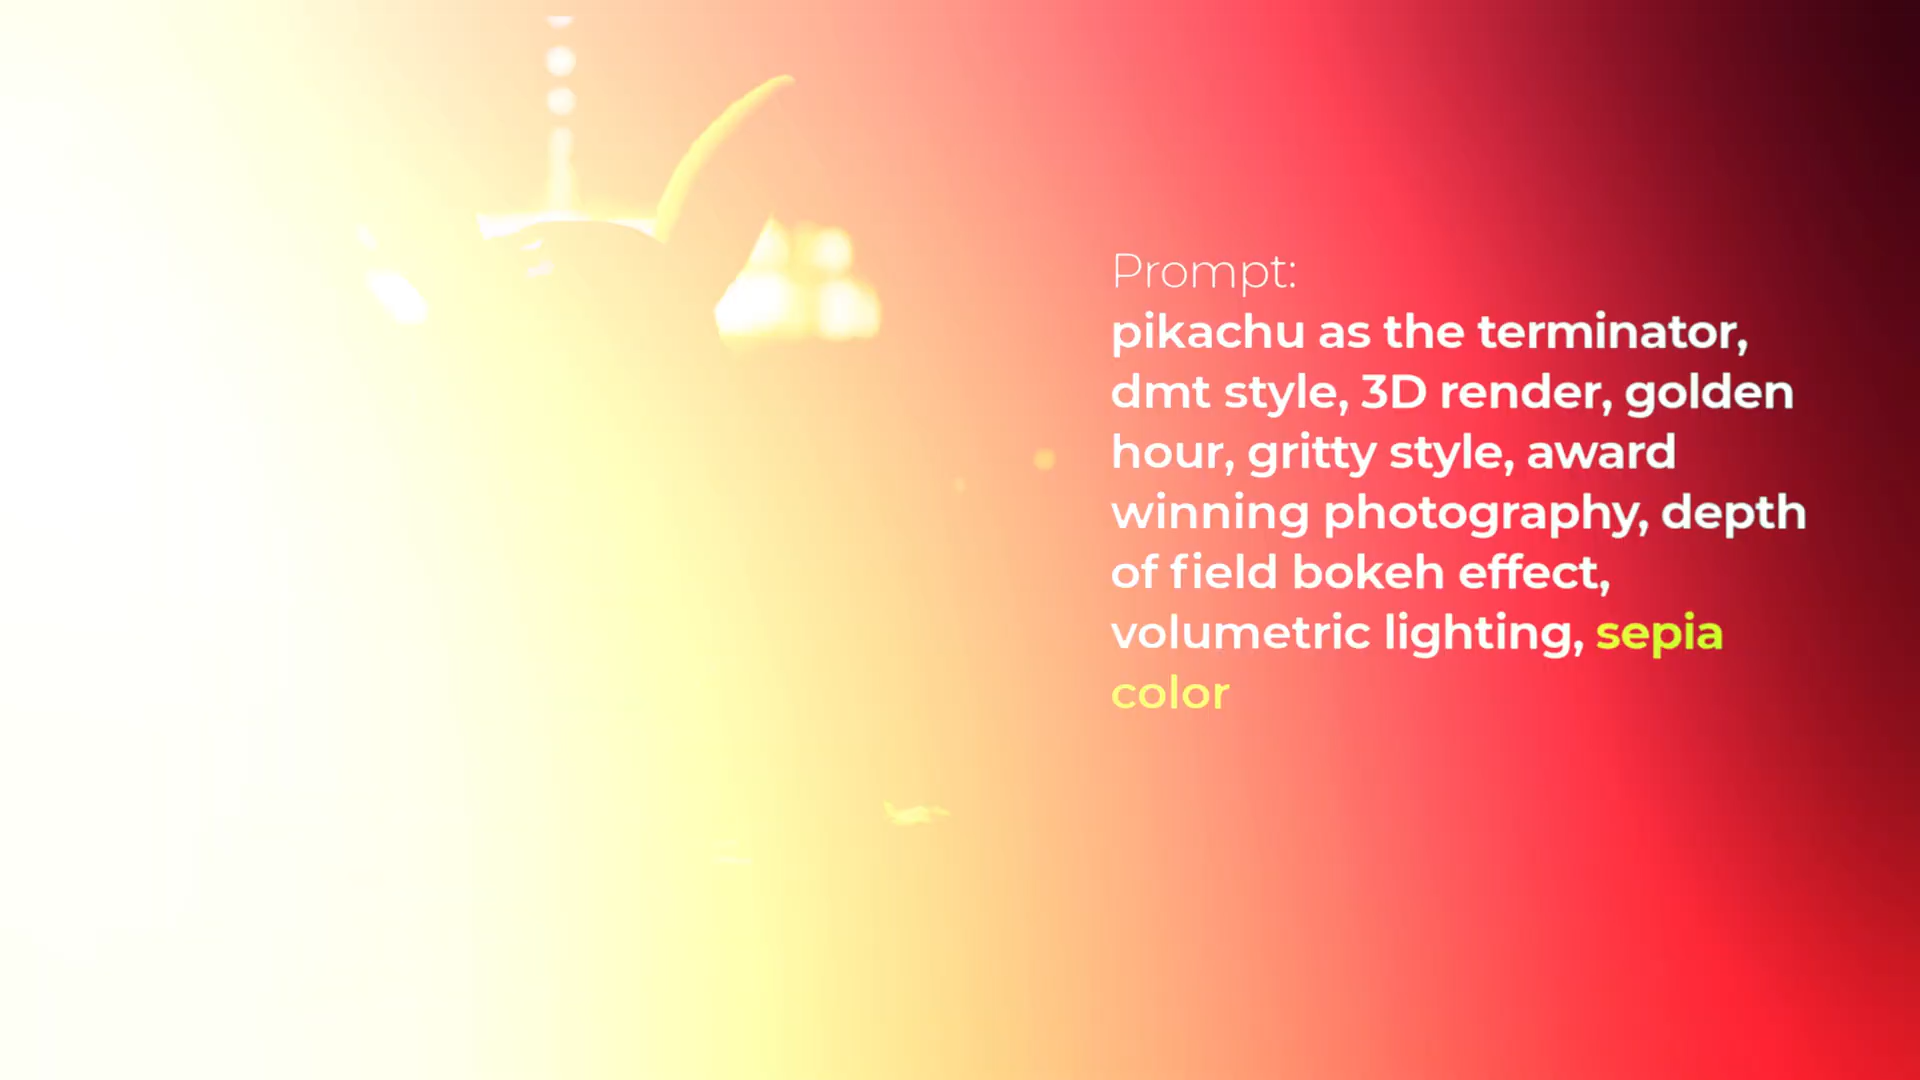 Prompt:
pikachu as the terminator,
dmt style, 3D render, golden
hour, gritty style, award
winning photography, depth
of field bokeh effect,
volumetric lighting, sepia
color